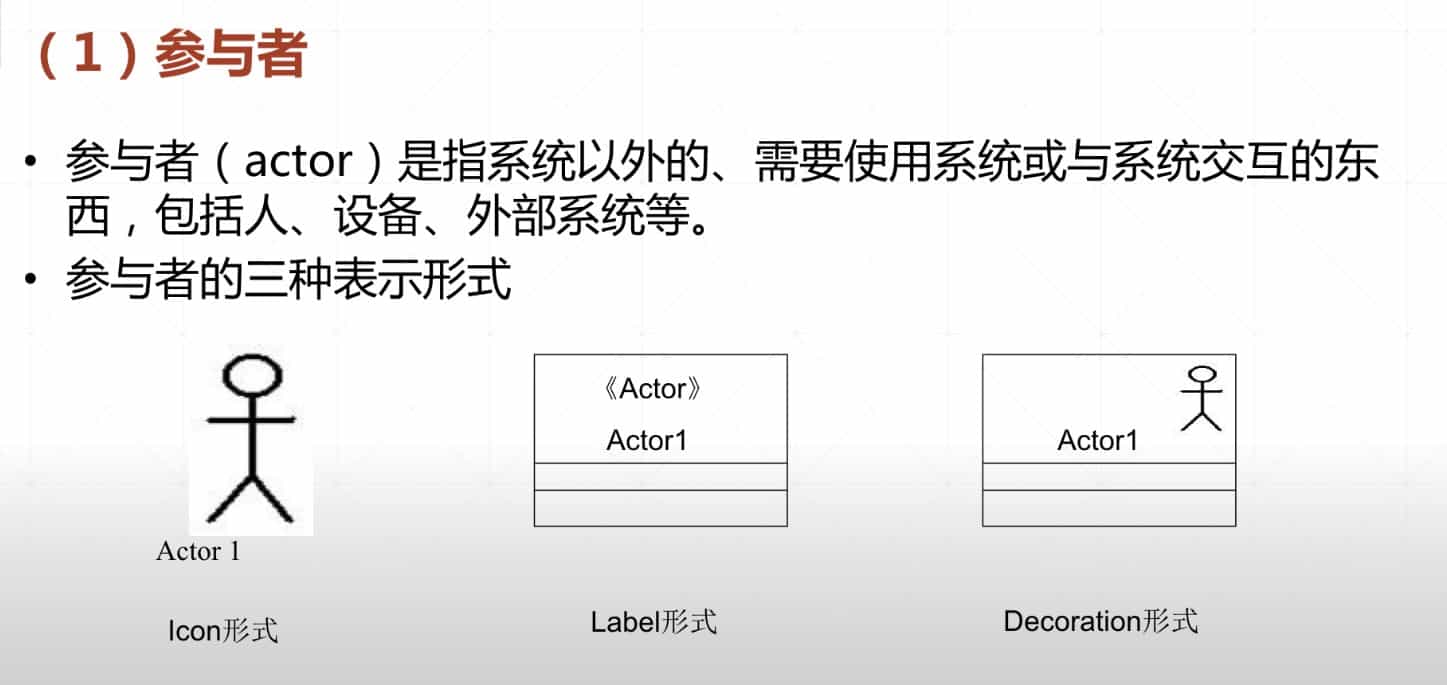 （1）参与者
• 参与者（actor）是指系统以外的、需要使用系统或与系统交互的东
西，包括人、设备、外部系统等。
• 参与者的三种表示形式
《Actor》
Actor1
Actor1
Actor 1
Icon形式
Label形式
Decoration形式